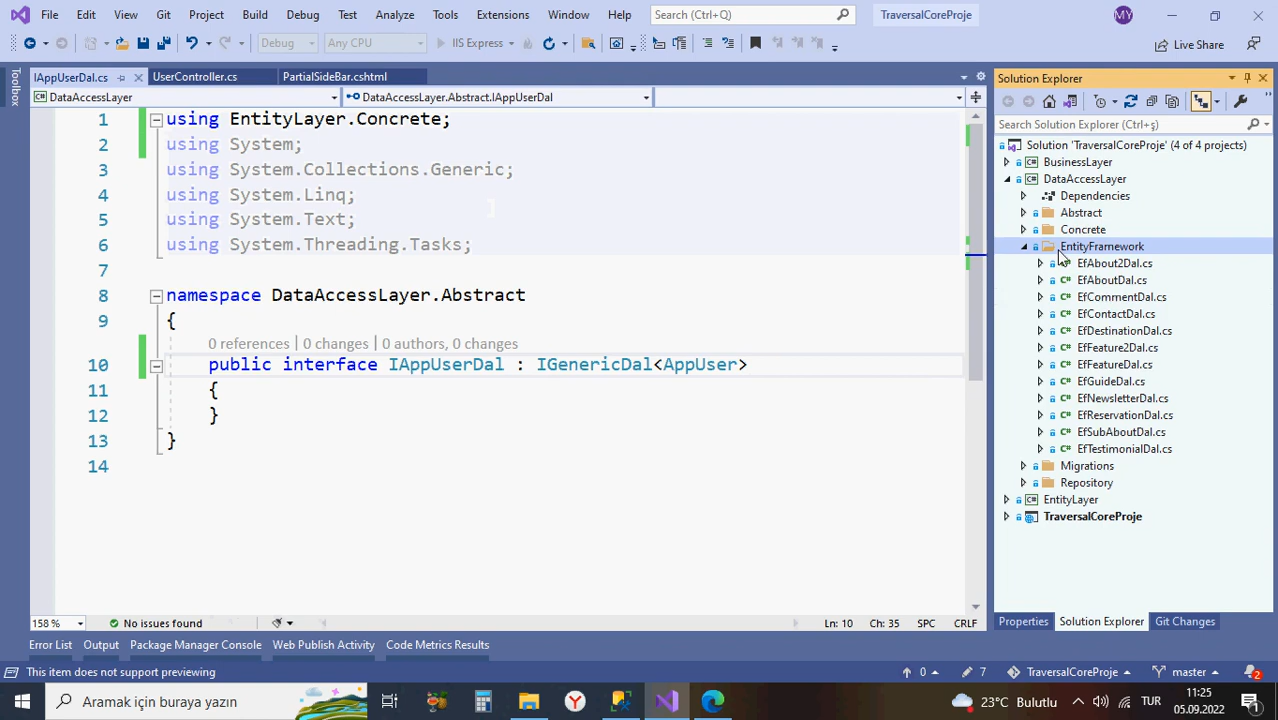 File Edit View Git Project Build Debug Test Analyze Tools Extensions Window Help Search (Ctrl+Q) TraversalCoreProje MY
Debug Any CPU IIS Express Live Share
Toolbox
IAppUserDal.cs UserController.cs PartialSideBar.cshtml
DataAccessLayer DataAccessLayer.Abstract.IAppUserDal
1 using EntityLayer.Concrete;
2 using System;
3 using System.Collections.Generic;
4 using System.Linq;
5 using System.Text;
6 using System.Threading.Tasks;
7
8 namespace DataAccessLayer.Abstract
9 {
0 references | 0 changes | 0 authors, 0 changes
10 public interface IAppUserDal : IGenericDal<AppUser>
11 {
12 }
13 }
14
158 % No issues found Ln: 10 Ch: 35 SPC CRLF
Error List Output Package Manager Console Web Publish Activity Code Metrics Results
Solution Explorer
Search Solution Explorer (Ctrl+ş)
Solution 'TraversalCoreProje' (4 of 4 projects)
BusinessLayer
DataAccessLayer
Dependencies
Abstract
Concrete
EntityFramework
EfAbout2Dal.cs
EfAboutDal.cs
EfCommentDal.cs
EfContactDal.cs
EfDestinationDal.cs
EfFeature2Dal.cs
EfFeatureDal.cs
EfGuideDal.cs
EfNewsletterDal.cs
EfReservationDal.cs
EfSubAboutDal.cs
EfTestimonialDal.cs
Migrations
Repository
EntityLayer
TraversalCoreProje
Properties Solution Explorer Git Changes
This item does not support previewing 0 7 TraversalCoreProje master 2
Aramak için buraya yazın 23°C Bulutlu TUR 11:25 05.09.2022 1